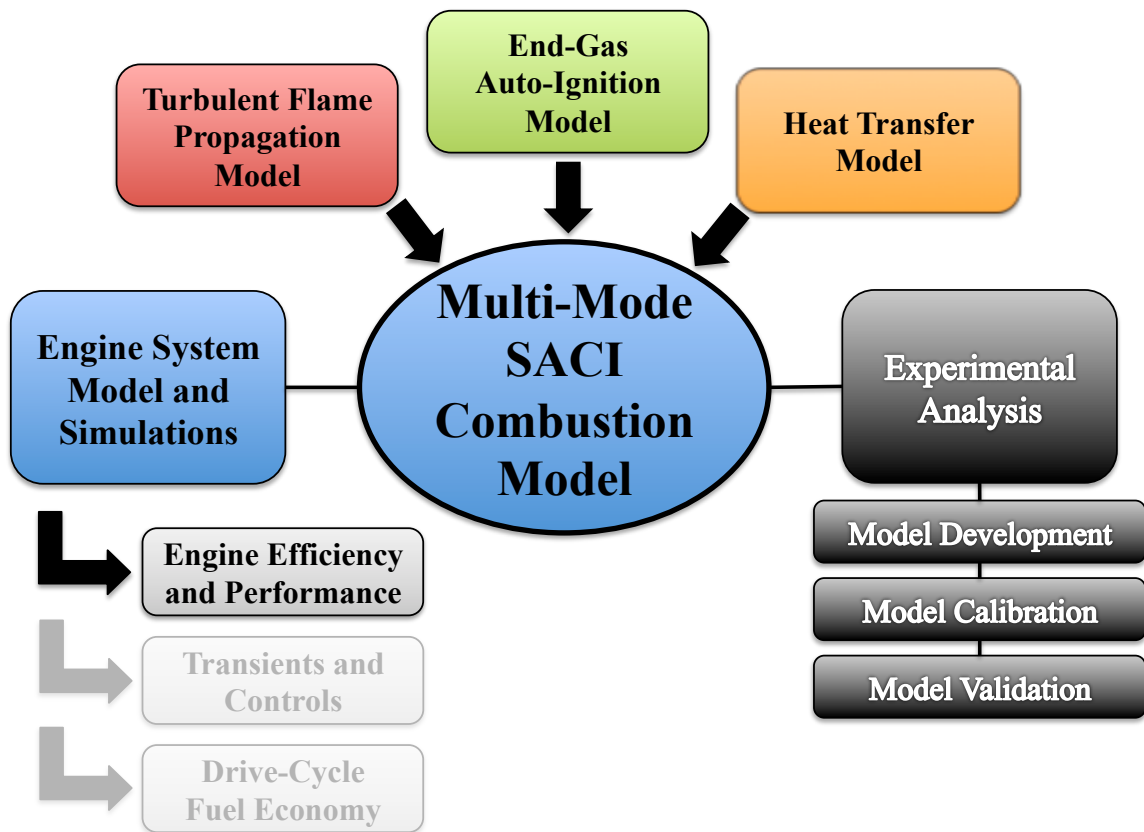 Turbulent Flame
Propagation
Model
End-Gas
Auto-Ignition
Model
Heat Transfer
Model
Engine System
Model and
Simulations
Multi-Mode
SACI
Combustion
Model
Experimental
Analysis
Engine Efficiency
and Performance
Transients and
Controls
Drive-Cycle
Fuel Economy
Model Development
Model Calibration
Model Validation